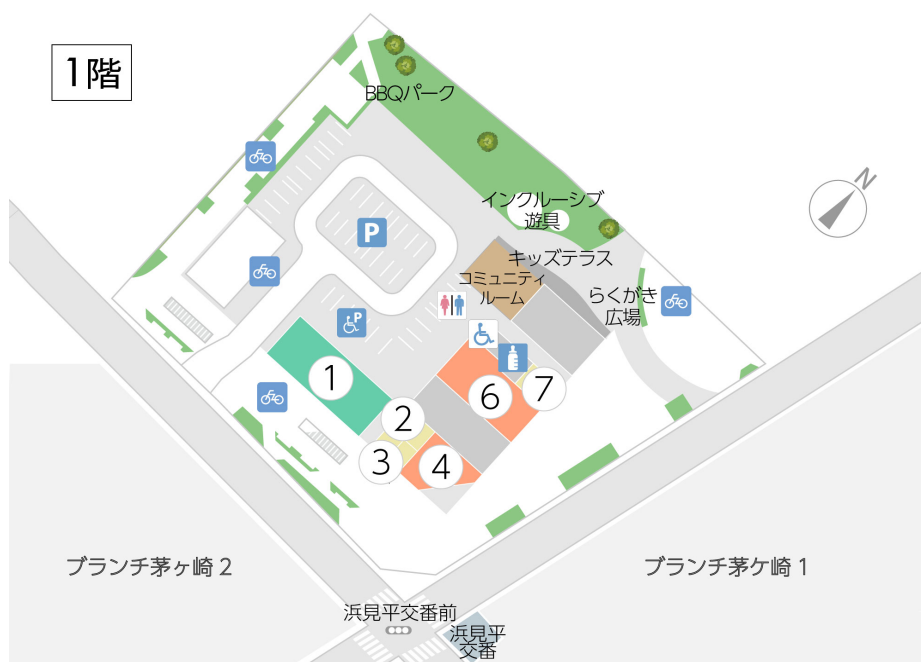 1階
BBQパーク
N
インクルーシブ
遊具
P
キッズテラス
コミュニティ
ルーム
らくがき
広場
P
1
6
7
2
3
4
ブランチ茅ヶ崎 2
ブランチ茅ケ崎 1
浜見平交番前
浜見平
交番